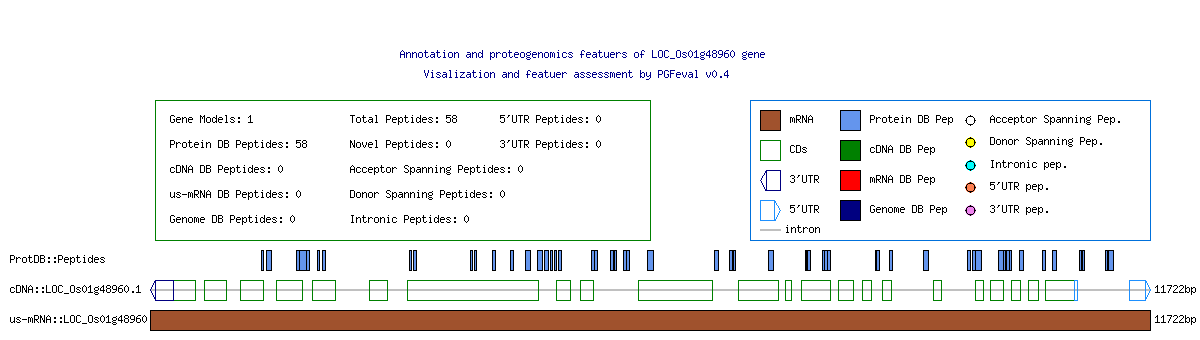 Annotation and proteogenomics featuers of LOC_Os01g48960 gene
Visalization and featuer assessment by PGFeval v0.4
Gene Models: 1 Total Peptides: 58 5'UTR Peptides: 0
Protein DB Peptides: 58 Novel Peptides: 0 3'UTR Peptides: 0
cDNA DB Peptides: 0 Acceptor Spanning Peptides: 0
us-mRNA DB Peptides: 0 Donor Spanning Peptides: 0
Genome DB Peptides: 0 Intronic Peptides: 0
mRNA Protein DB Pep Acceptor Spanning Pep.
CDs cDNA DB Pep Donor Spanning Pep.
3'UTR mRNA DB Pep Intronic pep.
5'UTR Genome DB Pep 5'UTR pep.
intron 3'UTR pep.
ProtDB::Peptides
cDNA::LOC_Os01g48960.1 11722bp
us-mRNA::LOC_Os01g48960 11722bp